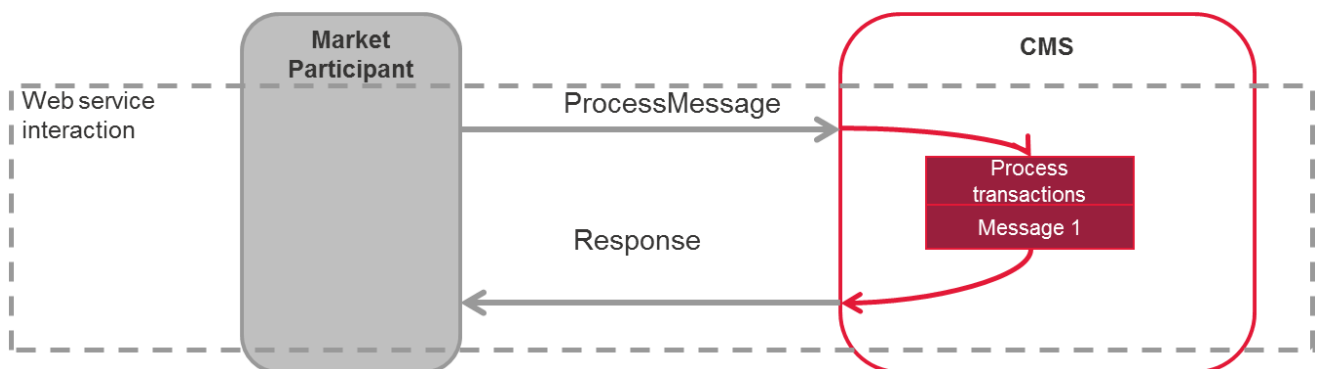 Market
Participant
CMS
Web service
interaction
ProcessMessage
Process
transactions
Message 1
Response